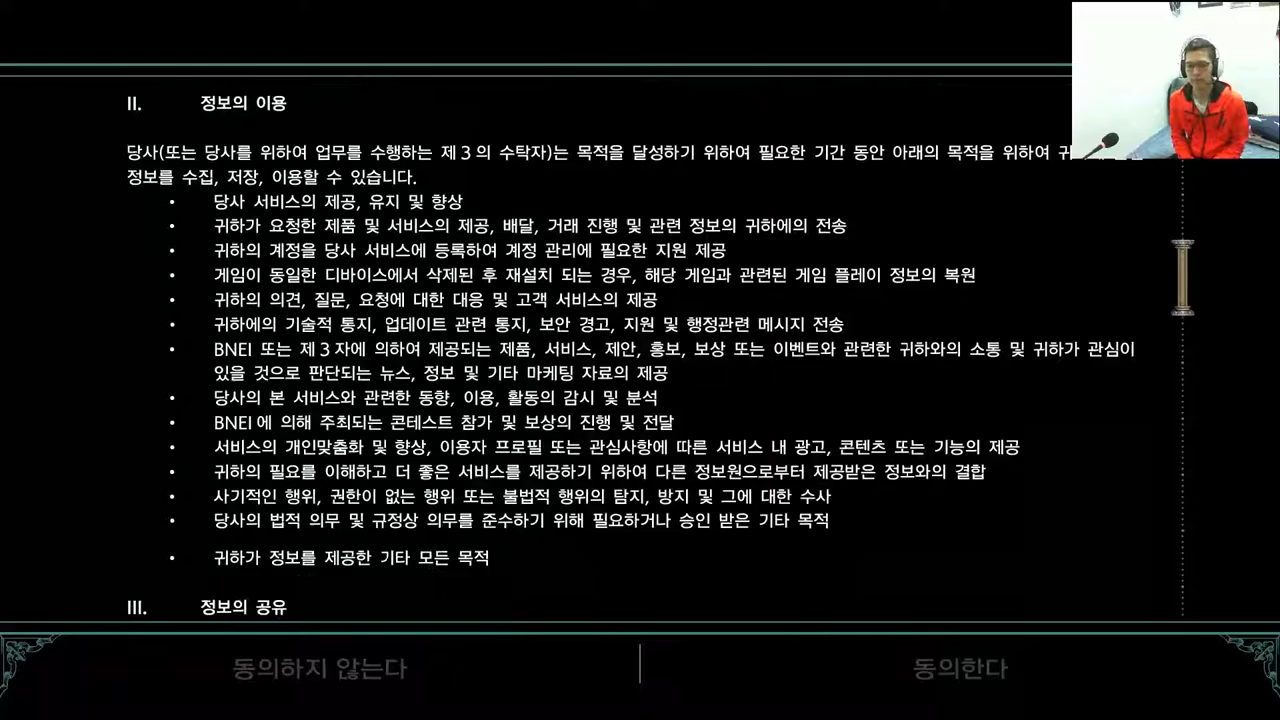 II. 정보의 이용
당사(또는 당사를 위하여 업무를 수행하는 제 3 의 수탁자)는 목적을 달성하기 위하여 필요한 기간 동안 아래의 목적을 위하여
정보를 수집, 저장, 이용할 수 있습니다.
• 당사 서비스의 제공, 유지 및 향상
• 귀하가 요청한 제품 및 서비스의 제공, 배달, 거래 진행 및 관련 정보의 귀하에의 전송
• 귀하의 계정을 당사 서비스에 등록하여 계정 관리에 필요한 지원 제공
• 게임이 동일한 디바이스에서 삭제된 후 재설치 되는 경우, 해당 게임과 관련된 게임 플레이 정보의 복원
• 귀하의 의견, 질문, 요청에 대한 대응 및 고객 서비스의 제공
• 귀하에의 기술적 통지, 업데이트 관련 통지, 보안 경고, 지원 및 행정관련 메시지 전송
• BNEI 또는 제 3 자에 의하여 제공되는 제품, 서비스, 제안, 홍보, 보상 또는 이벤트와 관련한 귀하와의 소통 및 귀하가 관심이
있을 것으로 판단되는 뉴스, 정보 및 기타 마케팅 자료의 제공
• 당사의 본 서비스와 관련한 동향, 이용, 활동의 감시 및 분석
• BNEI 에 의해 주최되는 콘테스트 참가 및 보상의 진행 및 전달
• 서비스의 개인맞춤화 및 향상, 이용자 프로필 또는 관심사항에 따른 서비스 내 광고, 콘텐츠 또는 기능의 제공
• 귀하의 필요를 이해하고 더 좋은 서비스를 제공하기 위하여 다른 정보원으로부터 제공받은 정보와의 결합
• 사기적인 행위, 권한이 없는 행위 또는 불법적 행위의 탐지, 방지 및 그에 대한 수사
• 당사의 법적 의무 및 규정상 의무를 준수하기 위해 필요하거나 승인 받은 기타 목적
• 귀하가 정보를 제공한 기타 모든 목적
III. 정보의 공유
동의하지 않는다
동의한다